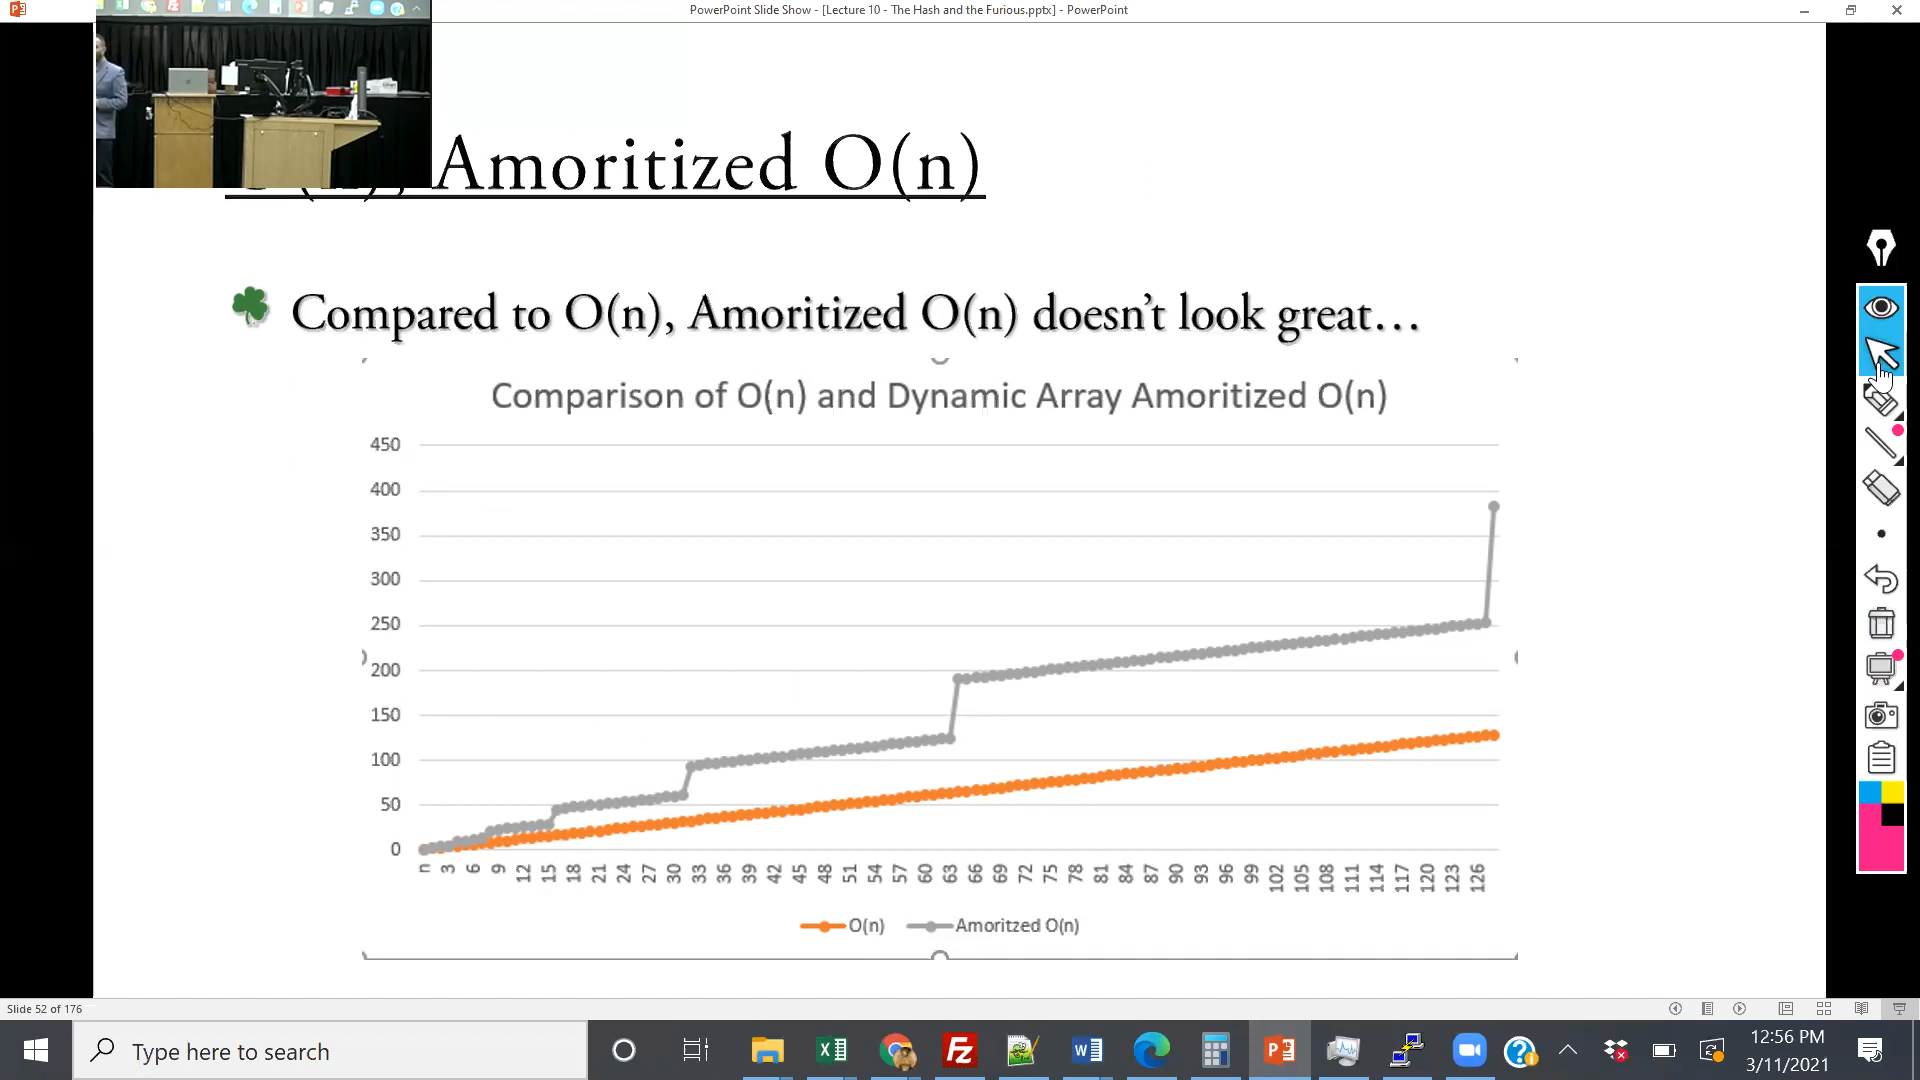 PowerPoint Slide Show - [Lecture 10 - The Hash and the Furious.pptx] - PowerPoint
Amoritized O(n)
Compared to O(n), Amoritized O(n) doesn't look great…
Comparison of O(n) and Dynamic Array Amoritized O(n)
450
400
350
300
250
200
150
100
50
0
n 3 6 9 12 15 18 21 24 27 30 33 36 39 42 45 48 51 54 57 60 63 66 69 72 75 78 81 84 87 90 93 96 99 102 105 108 111 114 117 120 123 126
O(n) Amoritzed O(n)
Slide 52 of 176
Type here to search
12:56 PM
3/11/2021